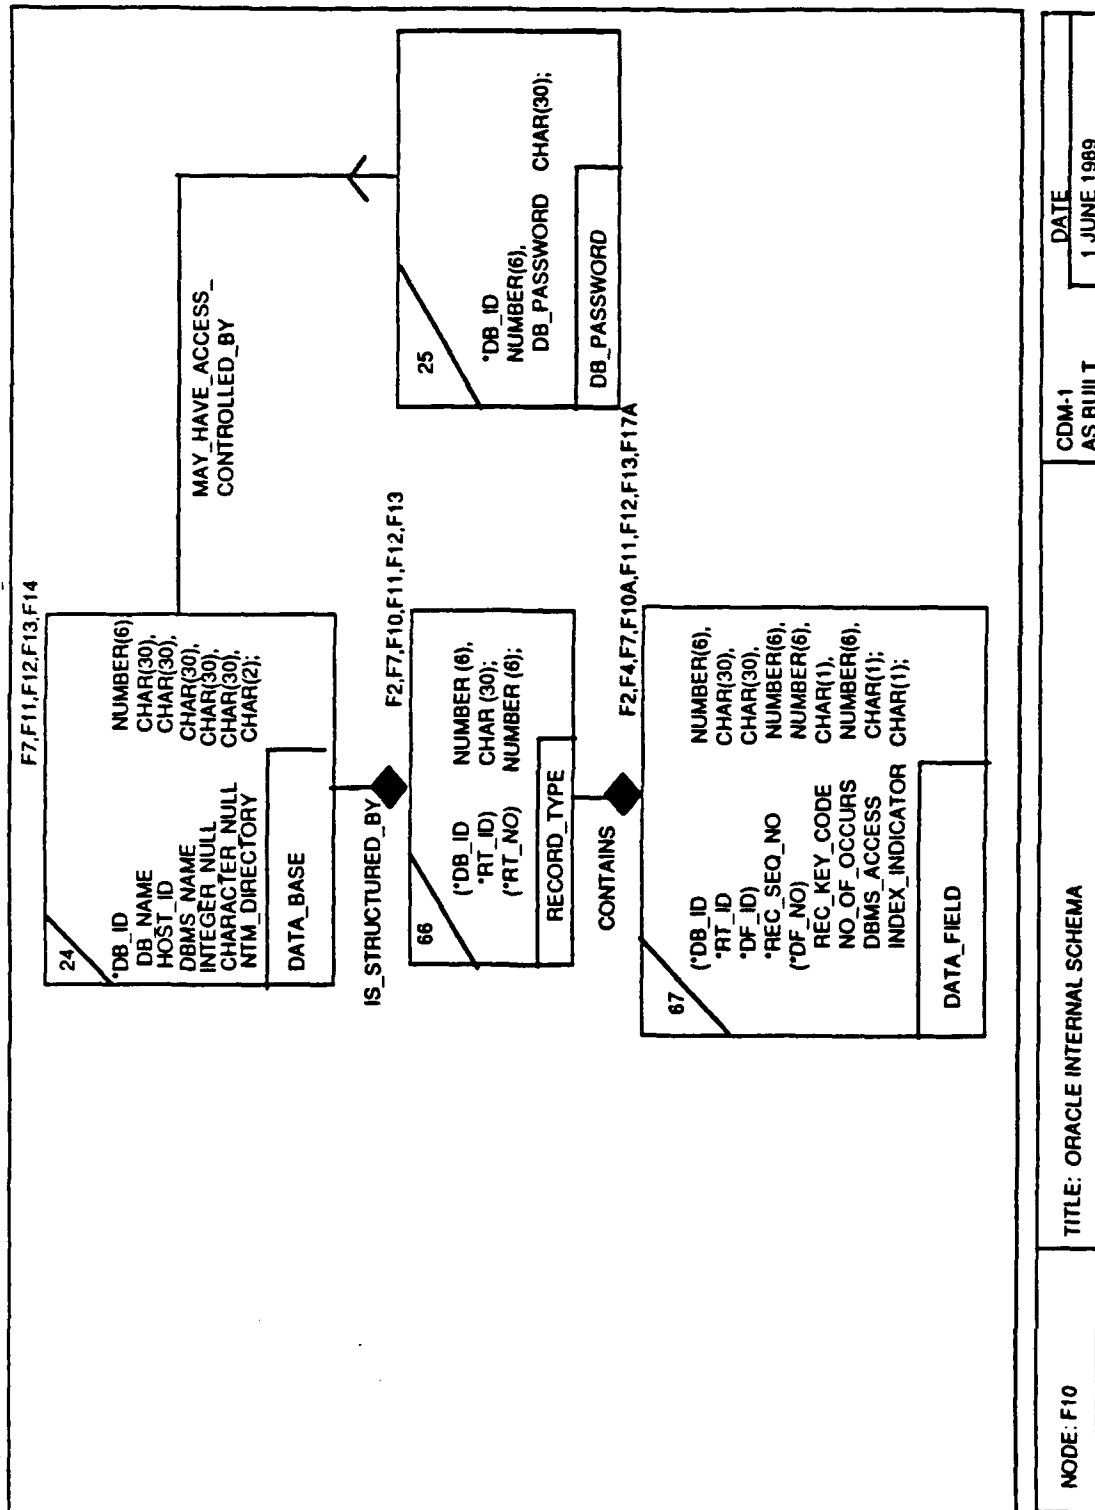 F7,F11,F12,F13,F14
24
*DB_ID NUMBER(6)
DB_NAME CHAR(30),
HOST_ID CHAR(30),
DBMS_NAME CHAR(30),
INTEGER_NULL CHAR(30),
CHARACTER_NULL CHAR(30),
NTM_DIRECTORY CHAR(2);
DATA_BASE
MAY_HAVE_ACCESS_
CONTROLLED_BY
25
*DB_ID
NUMBER(6),
DB_PASSWORD CHAR(30);
DB_PASSWORD
IS_STRUCTURED_BY
F2,F7,F10,F11,F12,F13
66
(*DB_ID NUMBER (6),
*RT_ID) CHAR (30);
(*RT_NO) NUMBER (6);
RECORD_TYPE
CONTAINS
F2,F4,F7,F10A,F11,F12,F13,F17A
67
(*DB_ID NUMBER(6),
*RT_ID CHAR(30),
*DF_ID) CHAR(30),
*REC_SEQ_NO NUMBER(6),
(*DF_NO) NUMBER(6),
REC_KEY_CODE CHAR(1),
NO_OF_OCCURS NUMBER(6),
DBMS_ACCESS CHAR(1);
INDEX_INDICATOR CHAR(1);
DATA_FIELD
NODE: F10
TITLE: ORACLE INTERNAL SCHEMA
CDM-1
AS BUILT
DATE
1 JUNE 1989